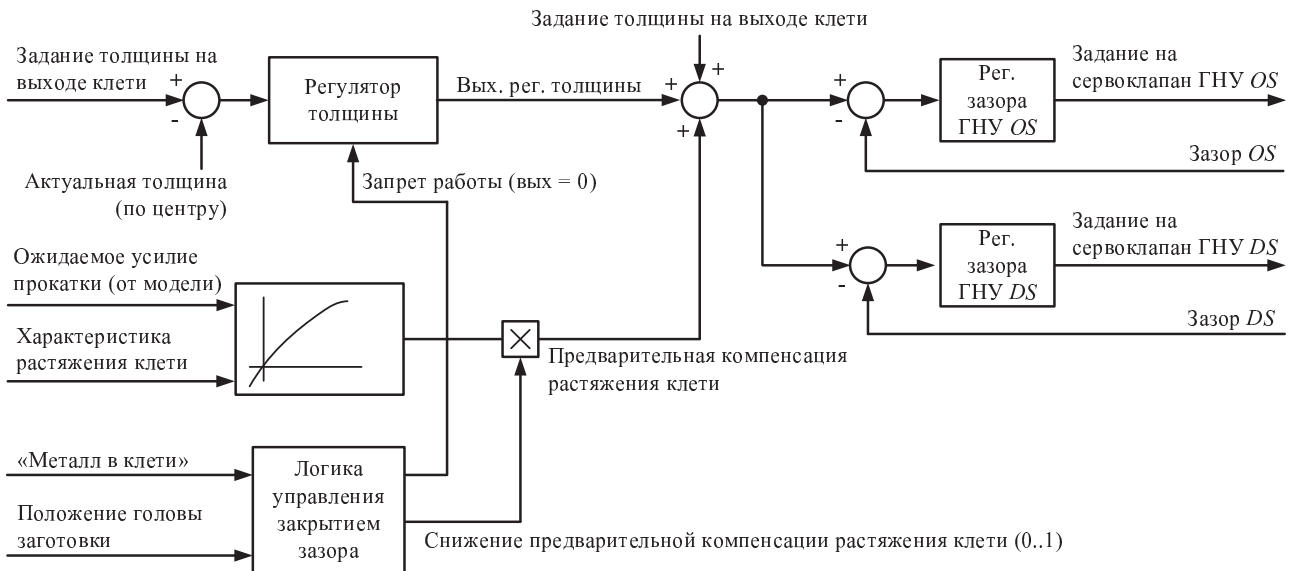 Задание толщины на выходе клети
Задание толщины на
выходе клети
+
-
Регулятор
толщины
Вых. рег. толщины
+
+
+
+
-
Рег.
зазора
ГНУ OS
Задание на
сервоклапан ГНУ OS
Зазор OS
Актуальная толщина
(по центру)
Запрет работы (вых = 0)
Задание на
сервоклапан ГНУ DS
+
-
Рег.
зазора
ГНУ DS
Зазор DS
Ожидаемое усилие
прокатки (от модели)
Характеристика
растяжения клети
Предварительная компенсация
растяжения клети
«Металл в клети»
Положение головы
заготовки
Логика
управления
закрытием
зазора
Снижение предварительной компенсации растяжения клети (0..1)